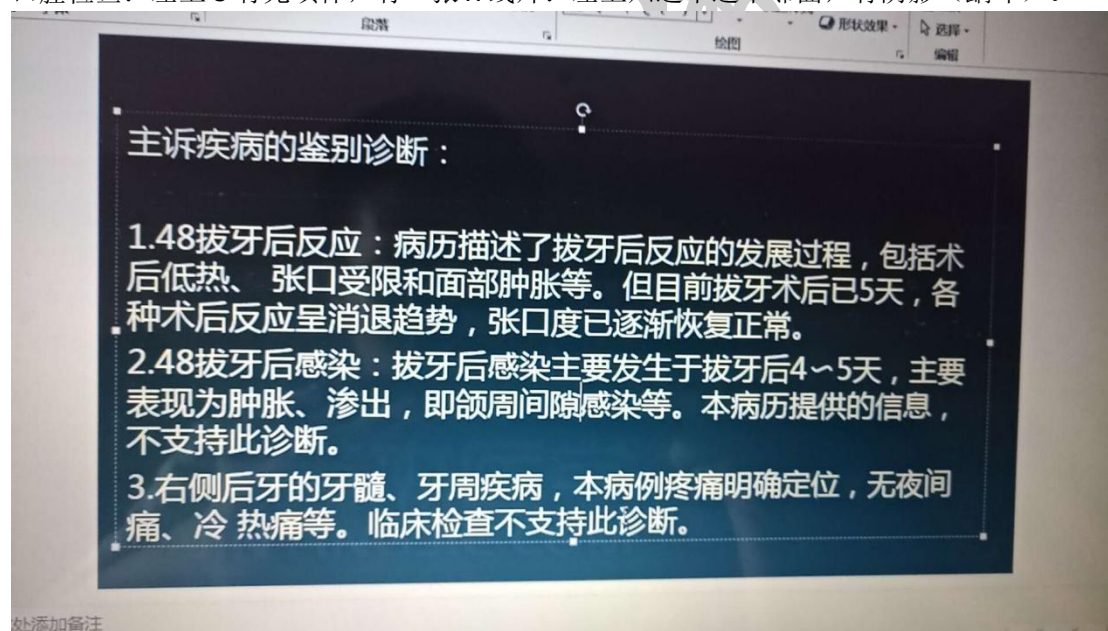 段落
绘图
形状效果
选择
编辑
主诉疾病的鉴别诊断：
1.48拔牙后反应：病历描述了拔牙后反应的发展过程，包括术
后低热、 张口受限和面部肿胀等。但目前拔牙术后已5天，各
种术后反应呈消退趋势，张口度已逐渐恢复正常。
2.48拔牙后感染：拔牙后感染主要发生于拔牙后4～5天，主要
表现为肿胀、渗出，即颌周间隙感染等。本病历提供的信息，
不支持此诊断。
3.右侧后牙的牙髓、牙周疾病，本病例疼痛明确定位，无夜间
痛、冷 热痛等。临床检查不支持此诊断。
处添加备注